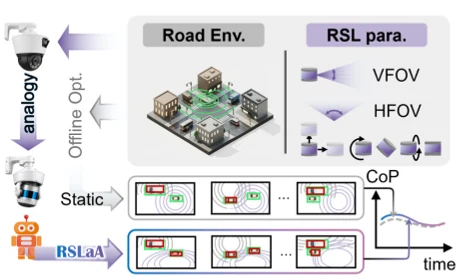 Road Env.
RSL para.
VFOV
HFOV
analogy
Offline Opt.
Static
...
CoP
RSLaA
...
time